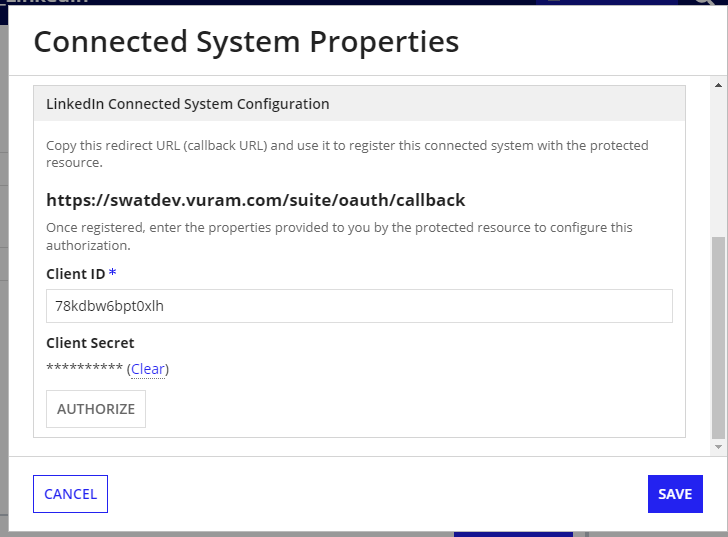 Connected System Properties
LinkedIn Connected System Configuration
Copy this redirect URL (callback URL) and use it to register this connected system with the protected
resource.
https://swatdev.vuram.com/suite/oauth/callback
Once registered, enter the properties provided to you by the protected resource to configure this
authorization.
Client ID *
78kdbw6bpt0xlh
Client Secret
********** (Clear)
AUTHORIZE
CANCEL
SAVE